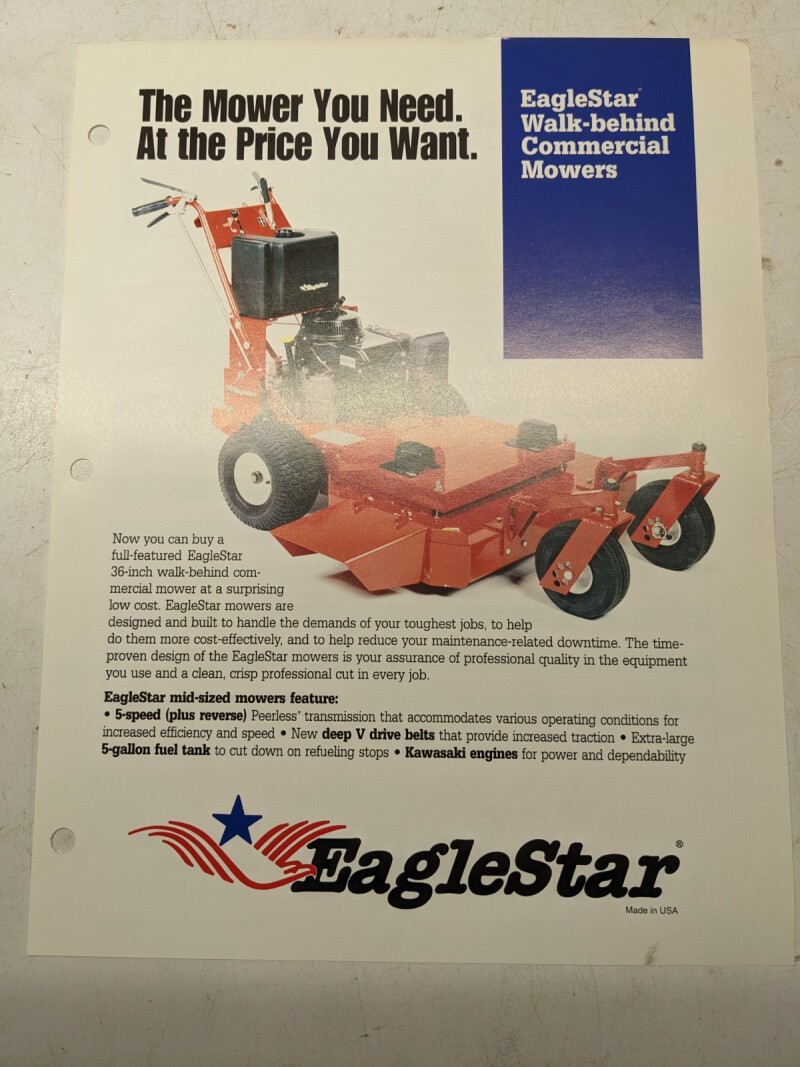 The Mower You Need.
At the Price You Want.
EagleStar™
Walk-behind
Commercial
Mowers
Now you can buy a
full-featured EagleStar
36-inch walk-behind com-
mercial mower at a surprising
low cost. EagleStar mowers are
designed and built to handle the demands of your toughest jobs, to help
do them more cost-effectively, and to help reduce your maintenance-related downtime. The time-
proven design of the EagleStar mowers is your assurance of professional quality in the equipment
you use and a clean, crisp professional cut in every job.
EagleStar mid-sized mowers feature:
• 5-speed (plus reverse) Peerless® transmission that accommodates various operating conditions for
increased efficiency and speed • New deep V drive belts that provide increased traction • Extra-large
5-gallon fuel tank to cut down on refueling stops • Kawasaki engines for power and dependability
EagleStar®
Made in USA